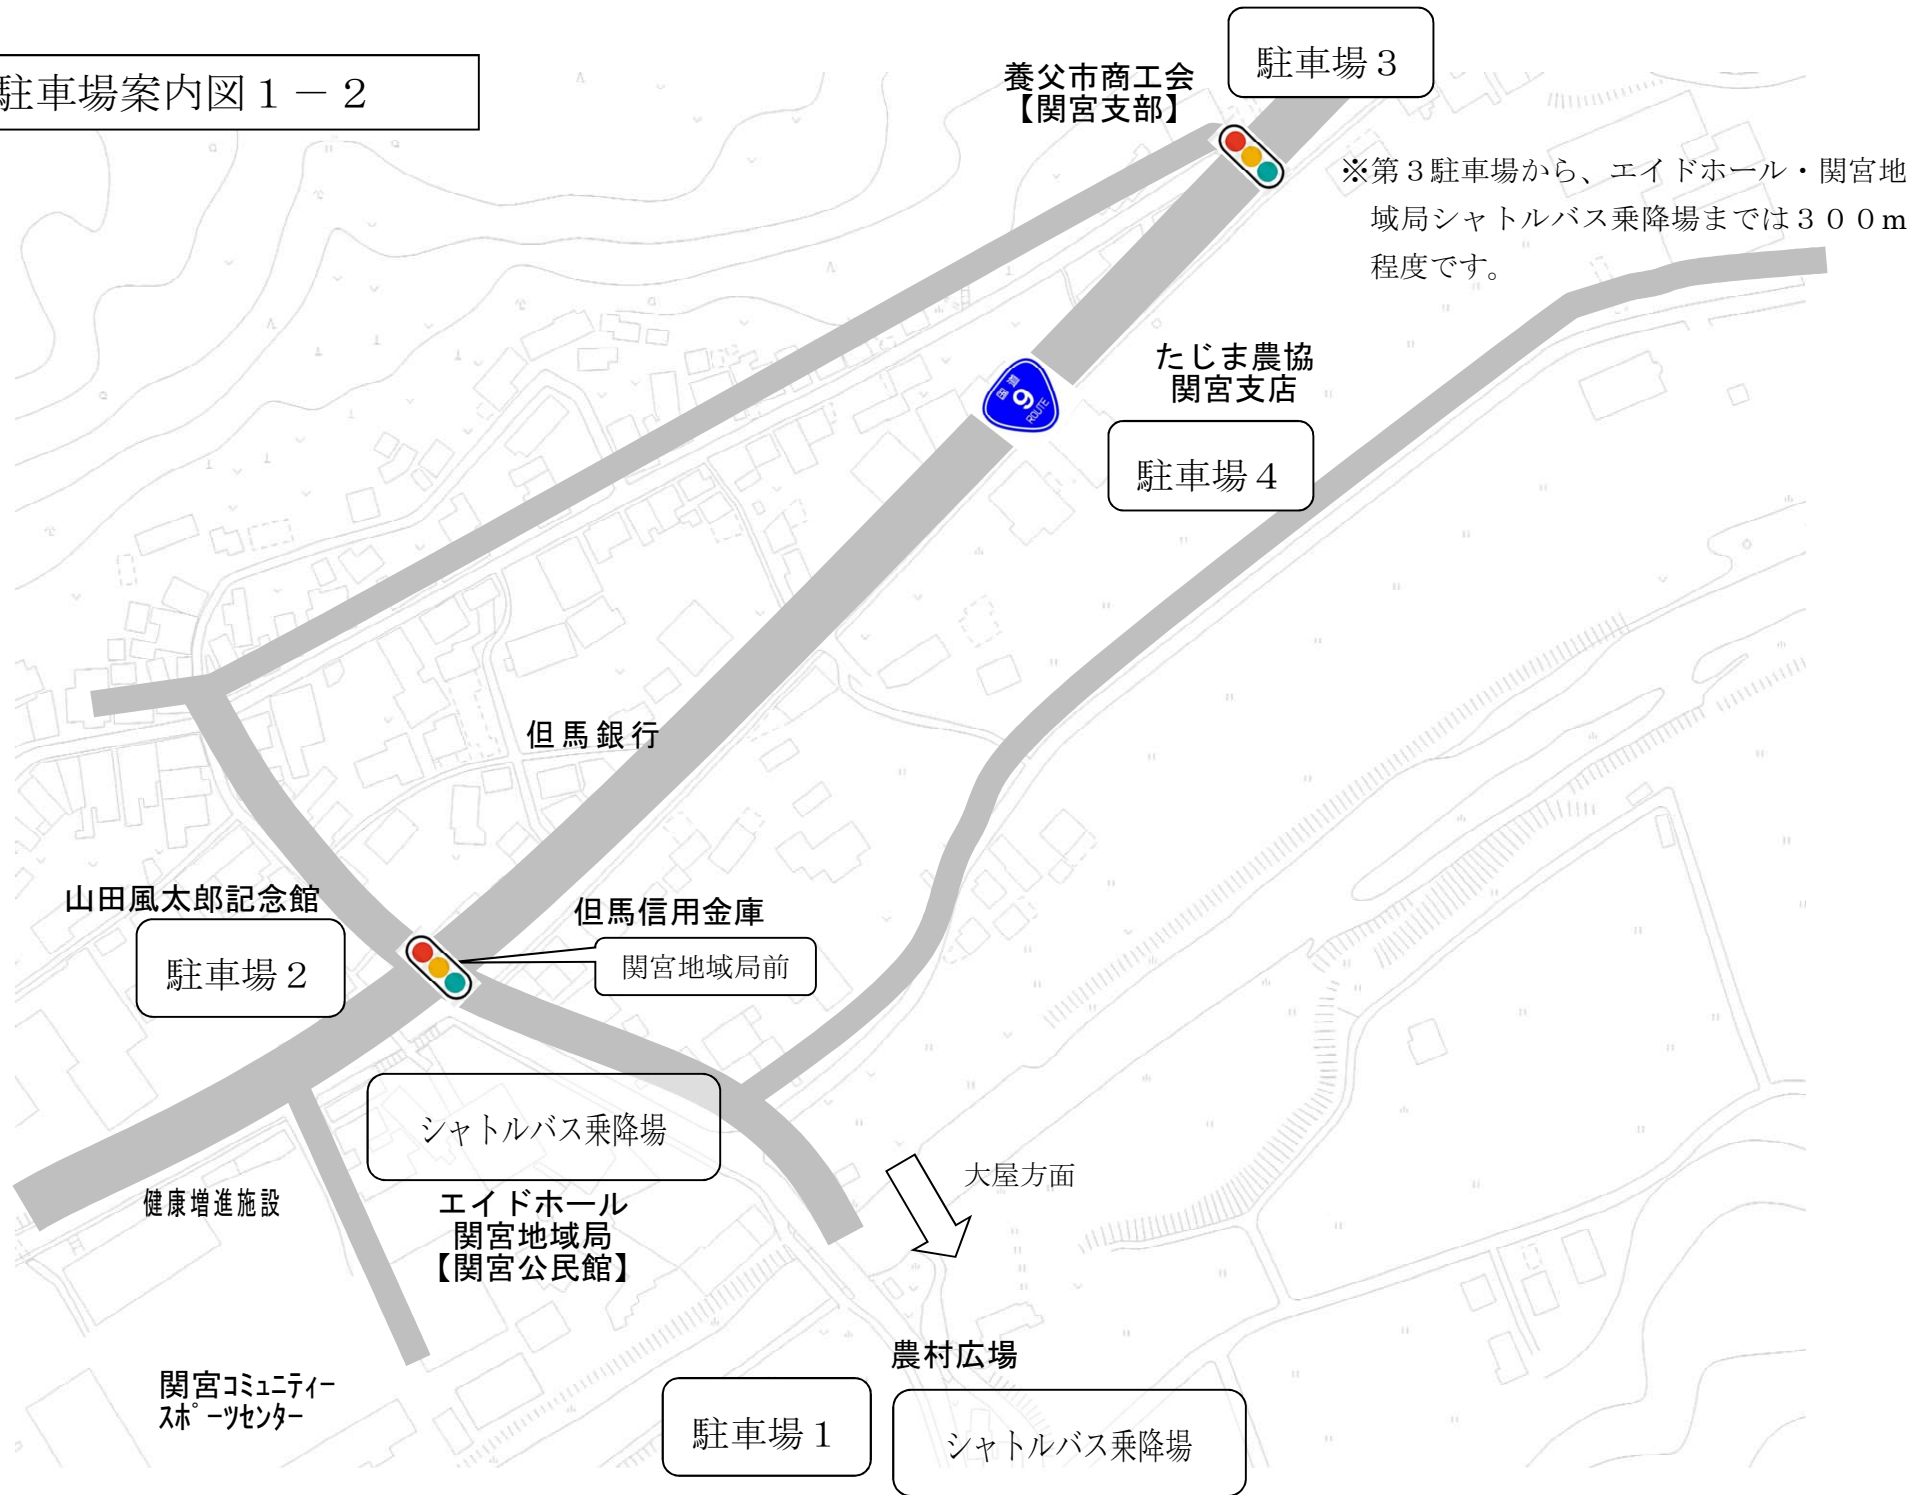 駐車場案内図１－２
駐車場３
養父市商工会
【関宮支部】
※第３駐車場から、エイドホール・関宮地
域局シャトルバス乗降場までは３００ｍ
程度です。
国道
9
ROUTE
たじま農協
関宮支店
駐車場４
但馬銀行
山田風太郎記念館
駐車場２
但馬信用金庫
関宮地域局前
シャトルバス乗降場
大屋方面
健康増進施設
エイドホール
関宮地域局
【関宮公民館】
農村広場
関宮ｺﾐｭﾆﾃｨｰ
ｽﾎﾟｰﾂｾﾝﾀｰ
駐車場１
シャトルバス乗降場